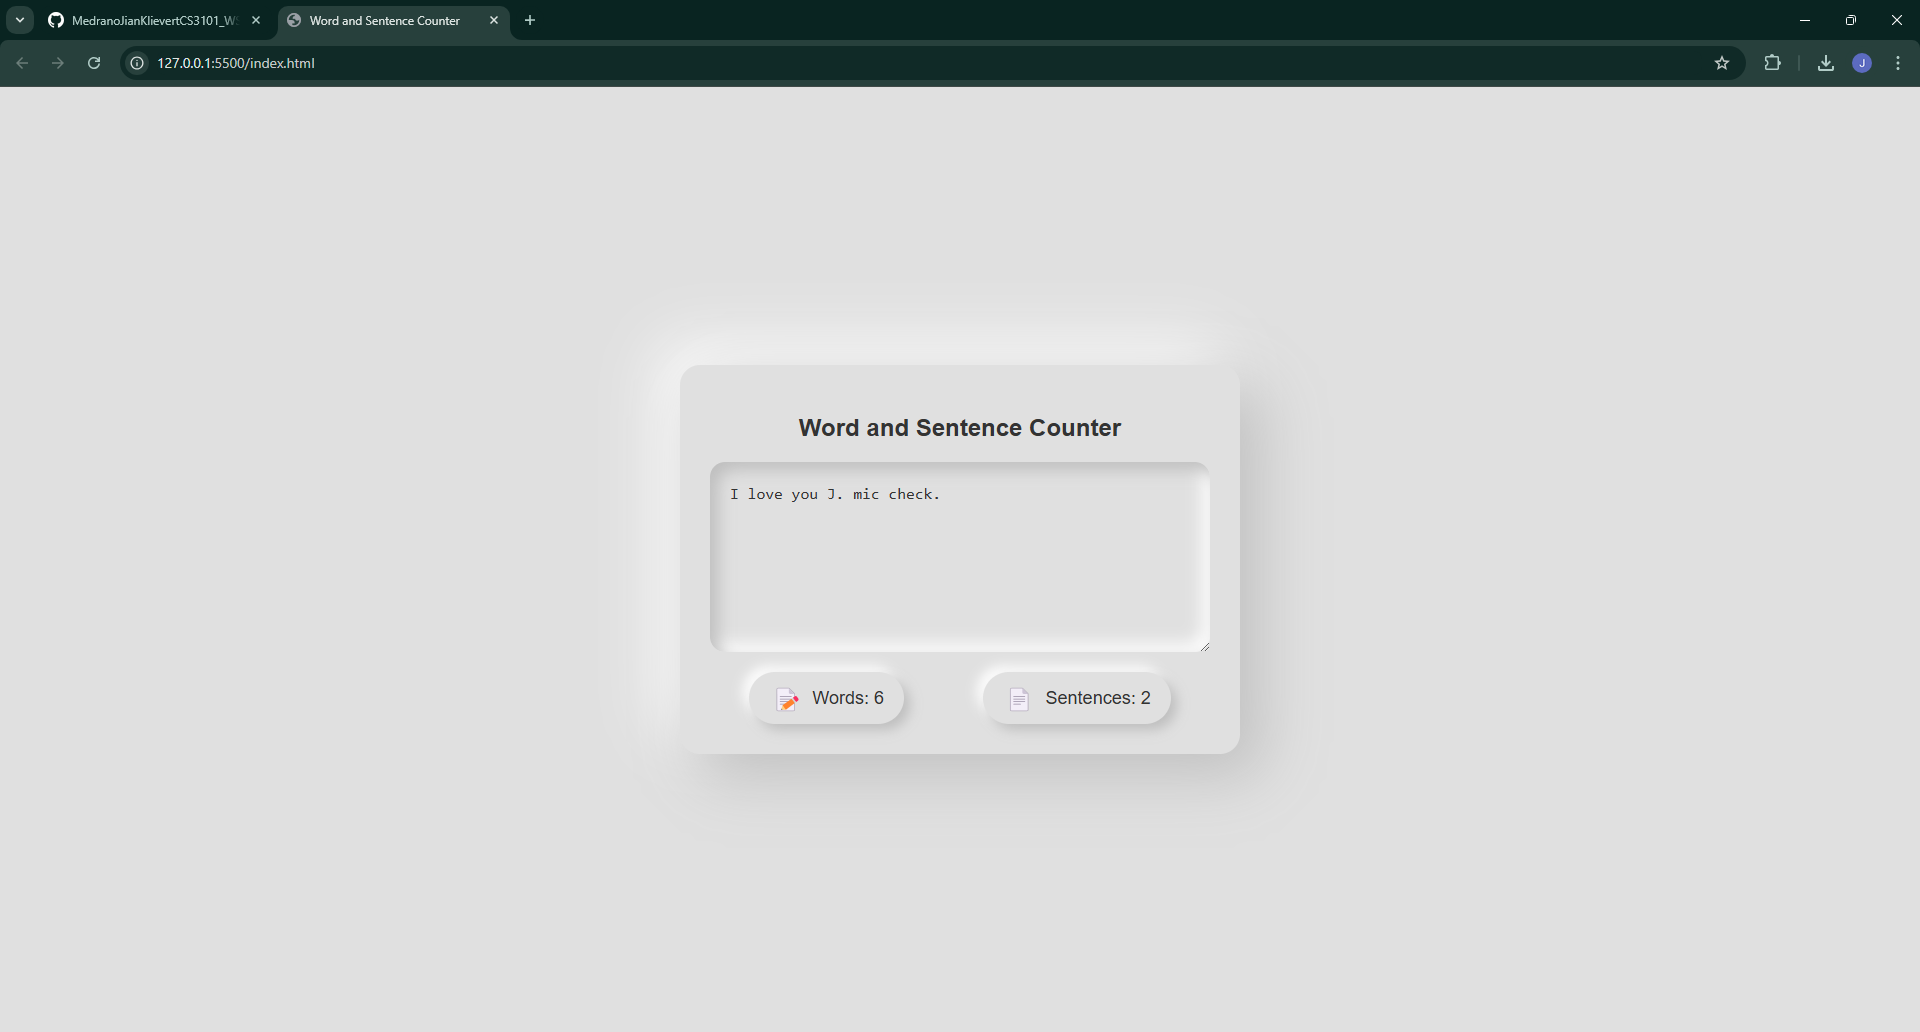 MedranoJianKlievertCS3101_WS
Word and Sentence Counter
127.0.0.1:5500/index.html
J
Word and Sentence Counter
I love you J. mic check.
Words: 6
Sentences: 2